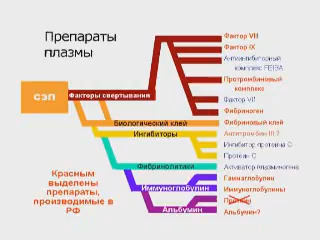 Препараты
плазмы
сэп
Факторы свертывания
Фактор VIII
Фактор IX
Антиингибиторный
комплекс FEIBA
Протромбиновый
комплекс
Фактор VII
Фибриноген
Биологический клей
Фибриновый клей
Ингибиторы
Антитромбин III ?
Ингибитор протеина С
Протеин С
Фибринолитики
Активатор плазминогена
Красным
выделены
препараты,
производимые в
РФ
Иммуноглобулин
Гаммаглобулин
Иммуноглобулины
Альбумин
Протеин
Альбумин?